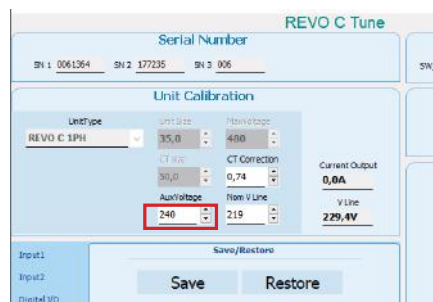 REVO C Tune
Serial Number
SN 1 0061364 SN 2 177235 SN 3 006
SW
Unit Calibration
UnitType Unit Size MainVoltage
REVO C 1PH 35,0 480
CT Size CT Correction Current Output
50,0 0,74 0,0A
AuxVoltage Nom V Line V Line
240 219 229,4V
Input1 Save/Restore
Input2 Save Restore
Digital I/O